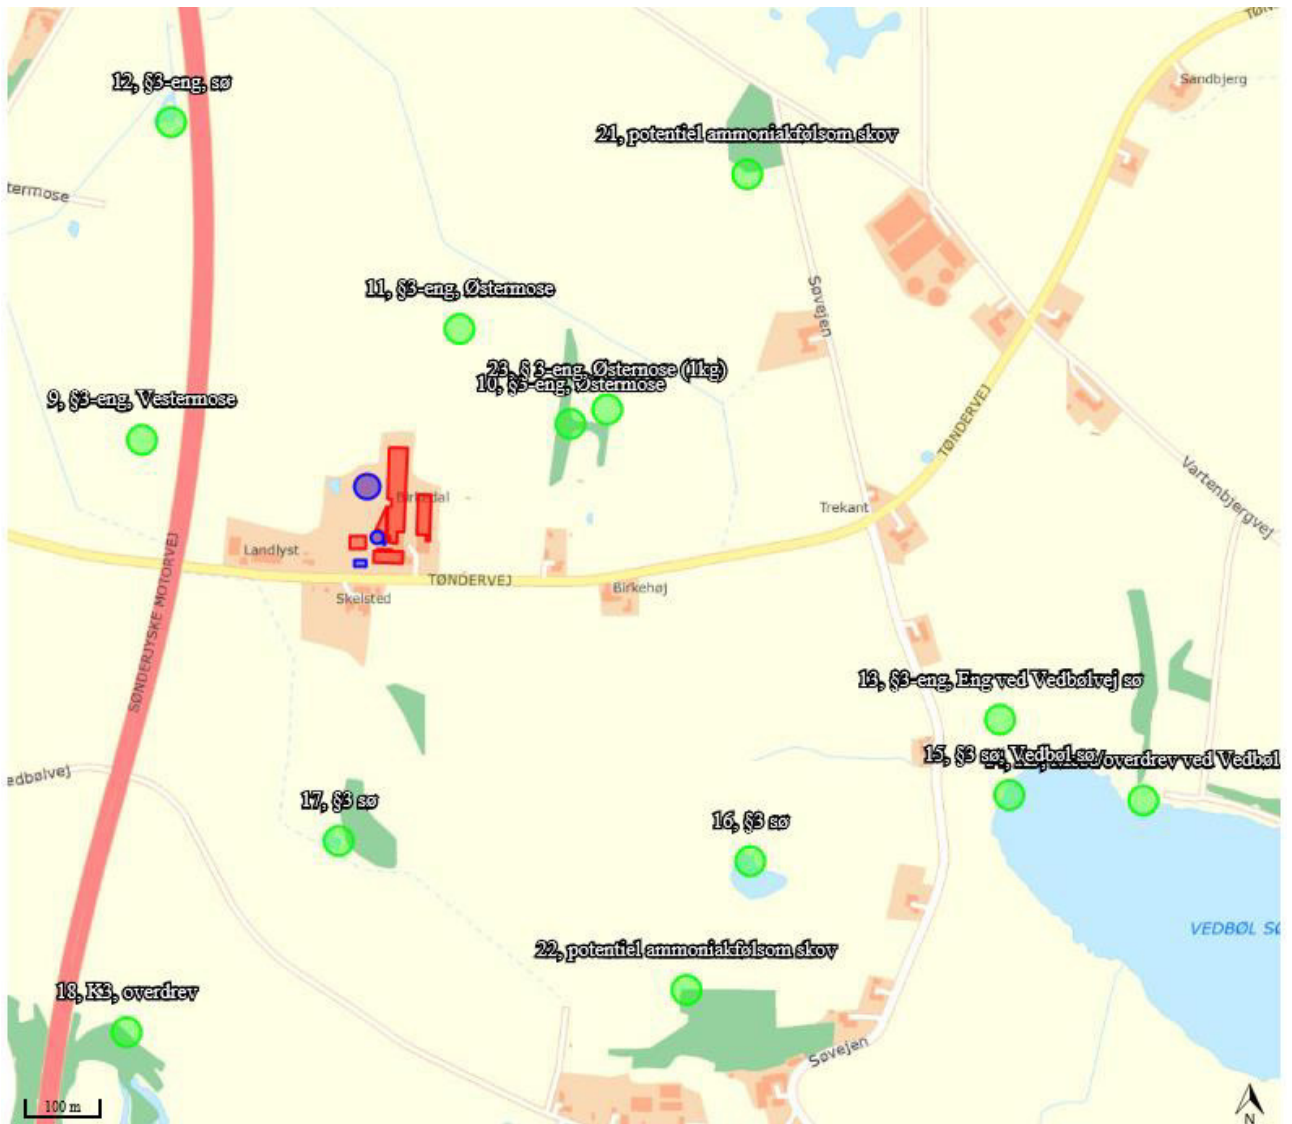 TØN
Sandbjerg
12, §3-eng, sø
21, potentiel ammoniakfølsom skov
termose
Søvejen
11, §3-eng, Østermose
23, § 3-eng, Østernose (1kg)
10, §3-eng, Østermose
9, §3-eng, Vestermose
TØNDERVEJ
Vartenbjergvej
Birkedal
Trekant
Landlyst
TØNDERVEJ
Birkehøj
Skelsted
SØNDERJYSKE MOTORVEJ
13, §3-eng, Eng ved Vedbølvej sø
15, §3 sø, Vedbøl sø
/overdrev ved Vedbøl
edbølvej
17, §3 sø
16, §3 sø
VEDBØL SØ
22, potentiel ammoniakfølsom skov
18, K3, overdrev
Søvejen
100 m
N